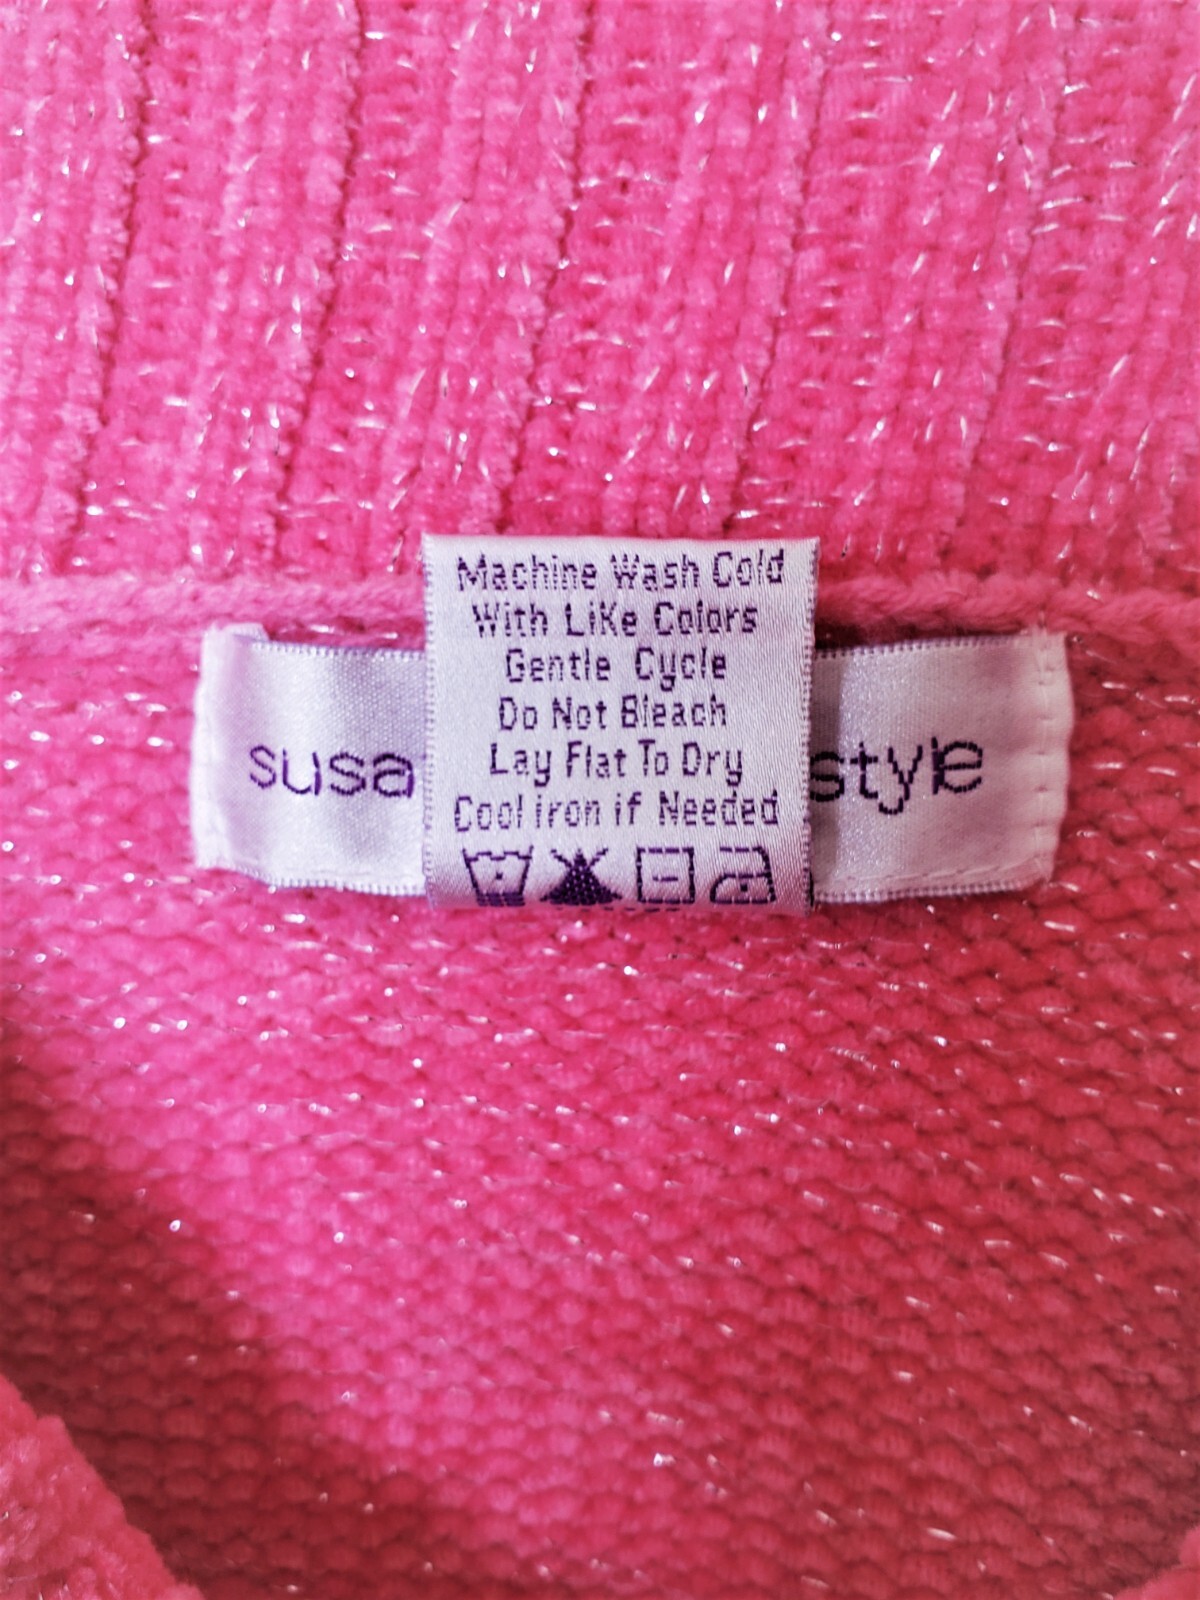 Machine Wash Cold
With LiKe Colors
Gentle Cycle
Do Not Bleach
Lay Flat To Dry
Cool iron if Needed
susa
style